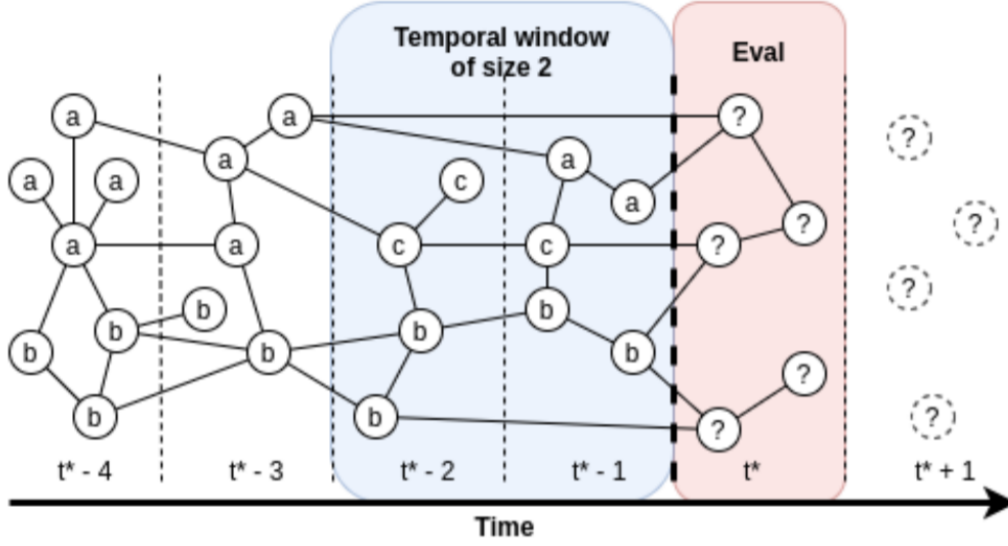 Temporal window
of size 2
Eval
a a ?
?
a a
a a c
a
? ?
a a c c ?
?
b b
b b
b b b
?
b b ?
?
t* - 4 t* - 3 t* - 2 t* - 1 t* t* + 1
Time